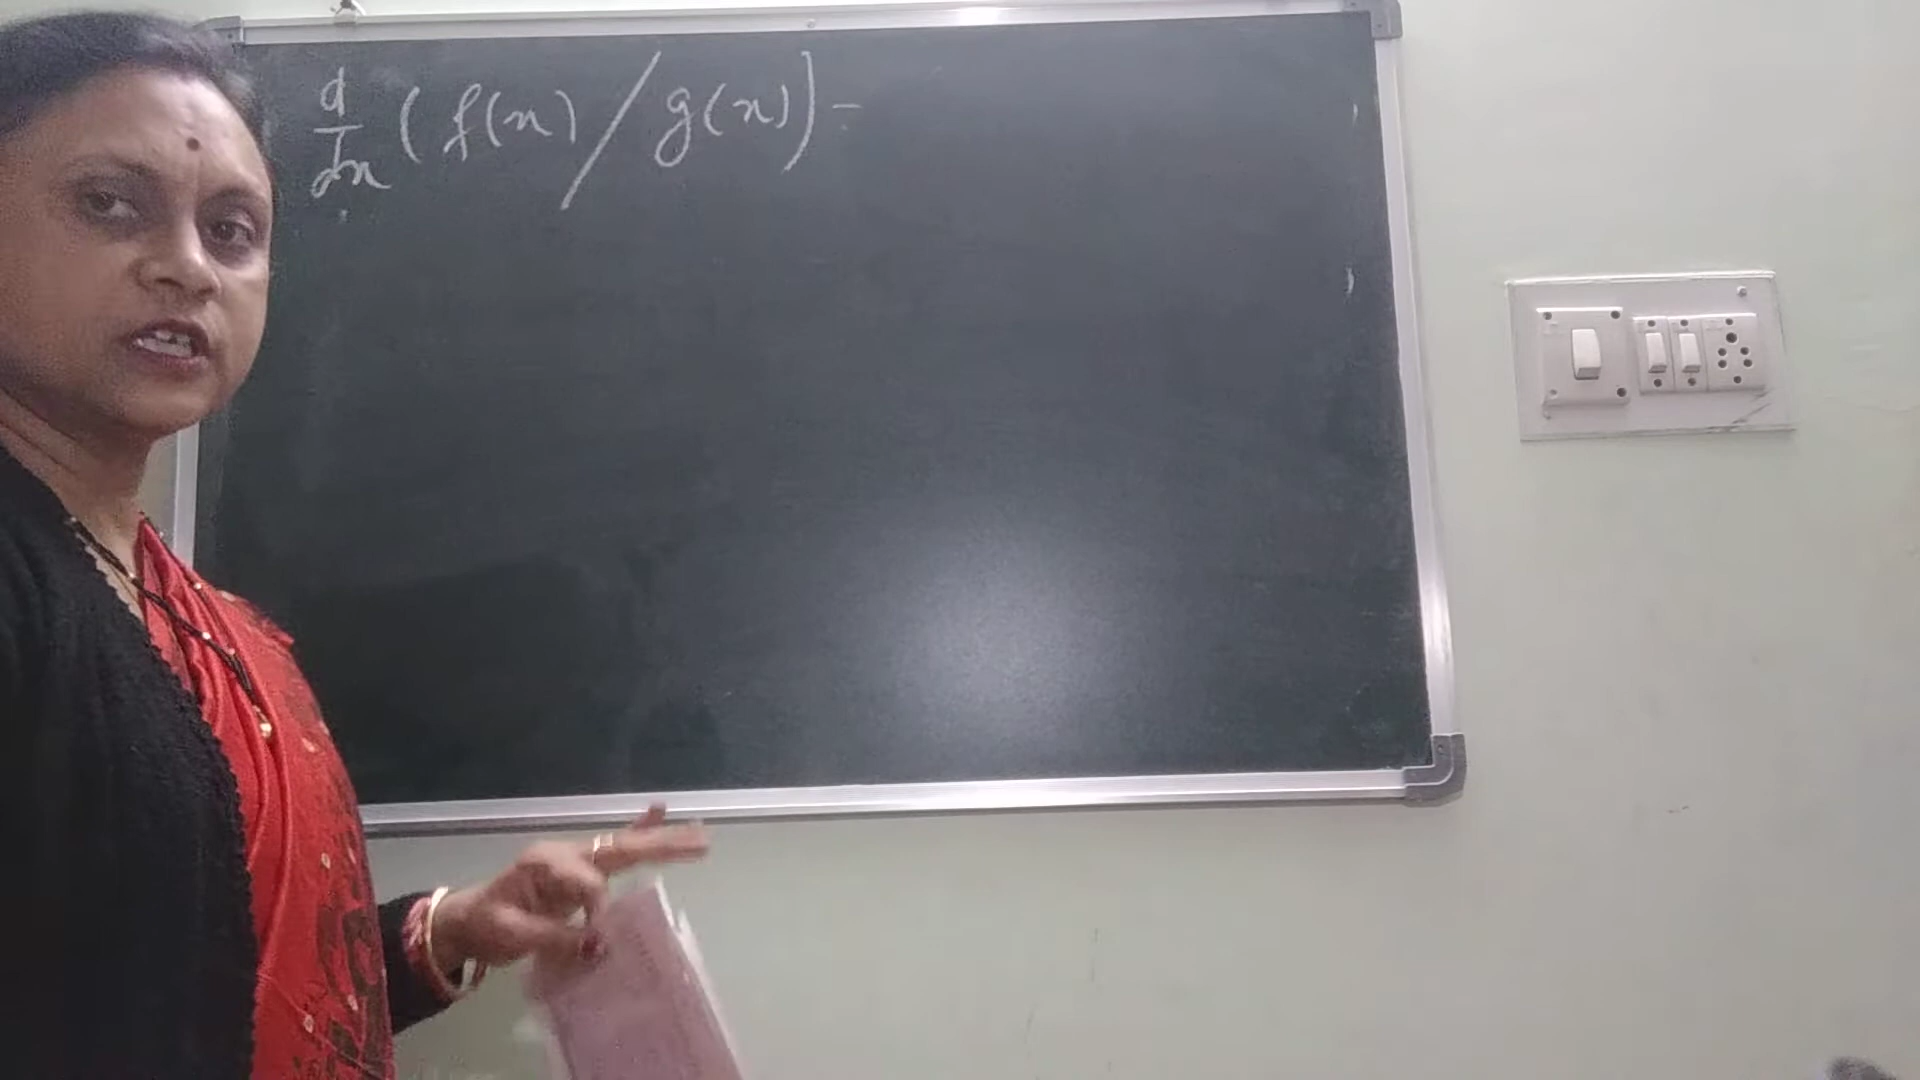 d/dx ( f(x) / g(x) ) =